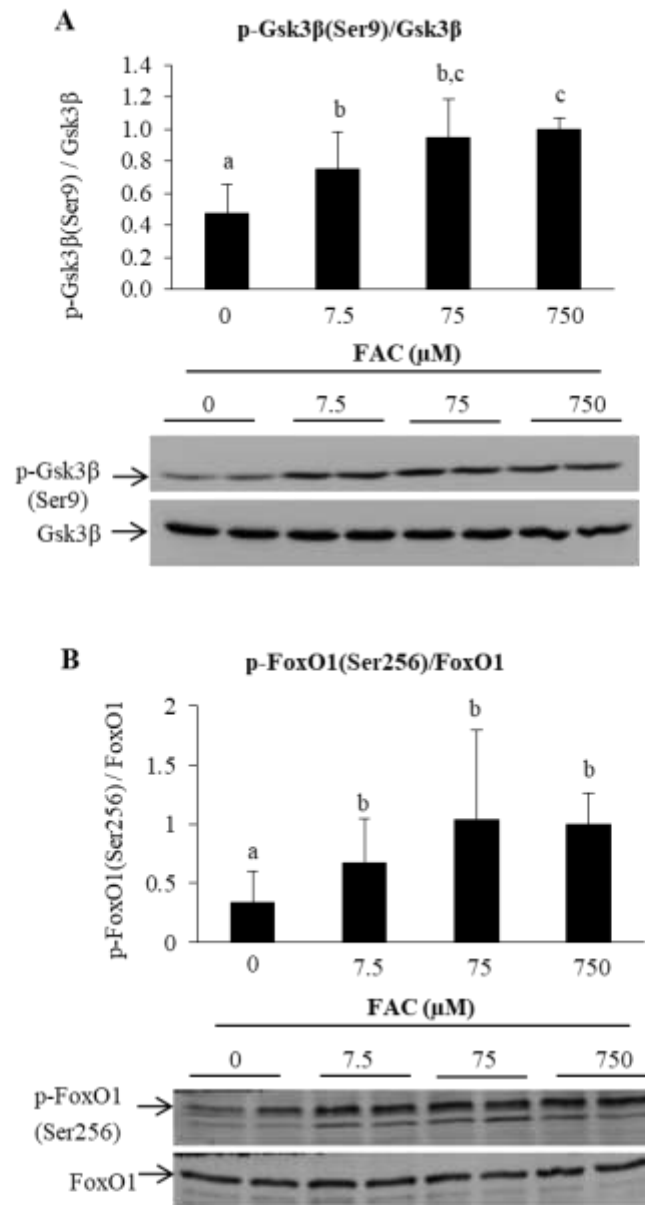 A
p-Gsk3β(Ser9)/Gsk3β
p-Gsk3β(Ser9) / Gsk3β
1.4
1.2
1.0
0.8
0.6
0.4
0.2
0.0
a
b
b,c
c
0 7.5 75 750
FAC (µM)
0 7.5 75 750
p-Gsk3β
(Ser9)
Gsk3β
B
p-FoxO1(Ser256)/FoxO1
p-FoxO1(Ser256) / FoxO1
2
1.5
1
0.5
0
a
b
b
b
0 7.5 75 750
FAC (µM)
0 7.5 75 750
p-FoxO1
(Ser256)
FoxO1